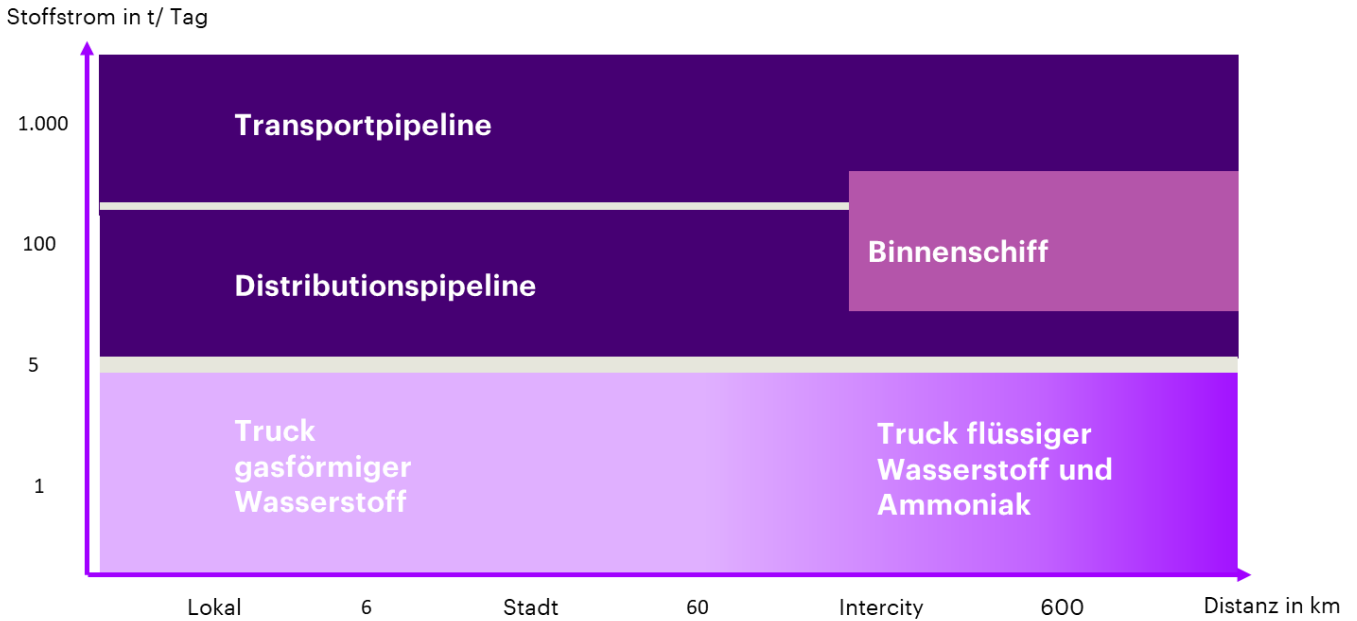 Stoffstrom in t/ Tag
1.000
Transportpipeline
100
Binnenschiff
Distributionspipeline
5
Truck
gasförmiger
Wasserstoff
Truck flüssiger
Wasserstoff und
Ammoniak
1
Lokal
6
Stadt
60
Intercity
600
Distanz in km